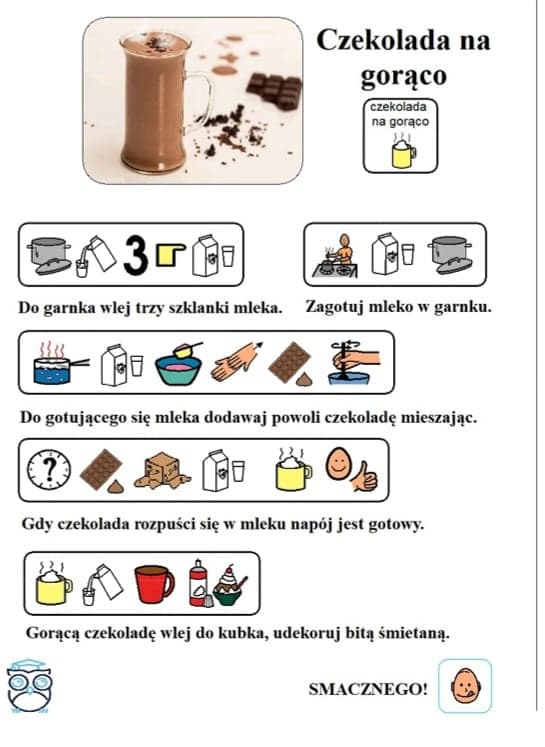 Czekolada na
gorąco
czekolada
na gorąco
3
Do garnka wlej trzy szklanki mleka.
Zagotuj mleko w garnku.
Do gotującego się mleka dodawaj powoli czekoladę mieszając.
?
Gdy czekolada rozpuści się w mleku napój jest gotowy.
Gorącą czekoladę wlej do kubka, udekoruj bitą śmietaną.
SMACZNEGO!